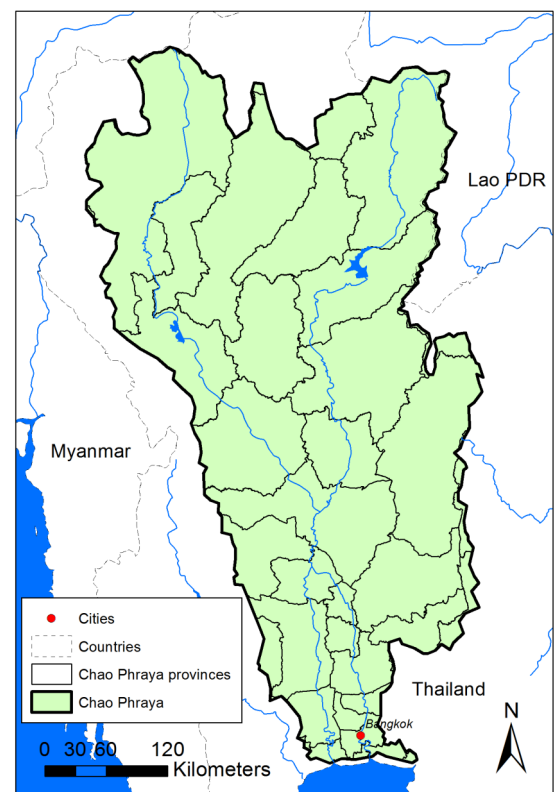 Lao PDR
Myanmar
Cities
Countries
Chao Phraya provinces
Chao Phraya
Thailand
Bangkok
N
0 30 60 120
Kilometers